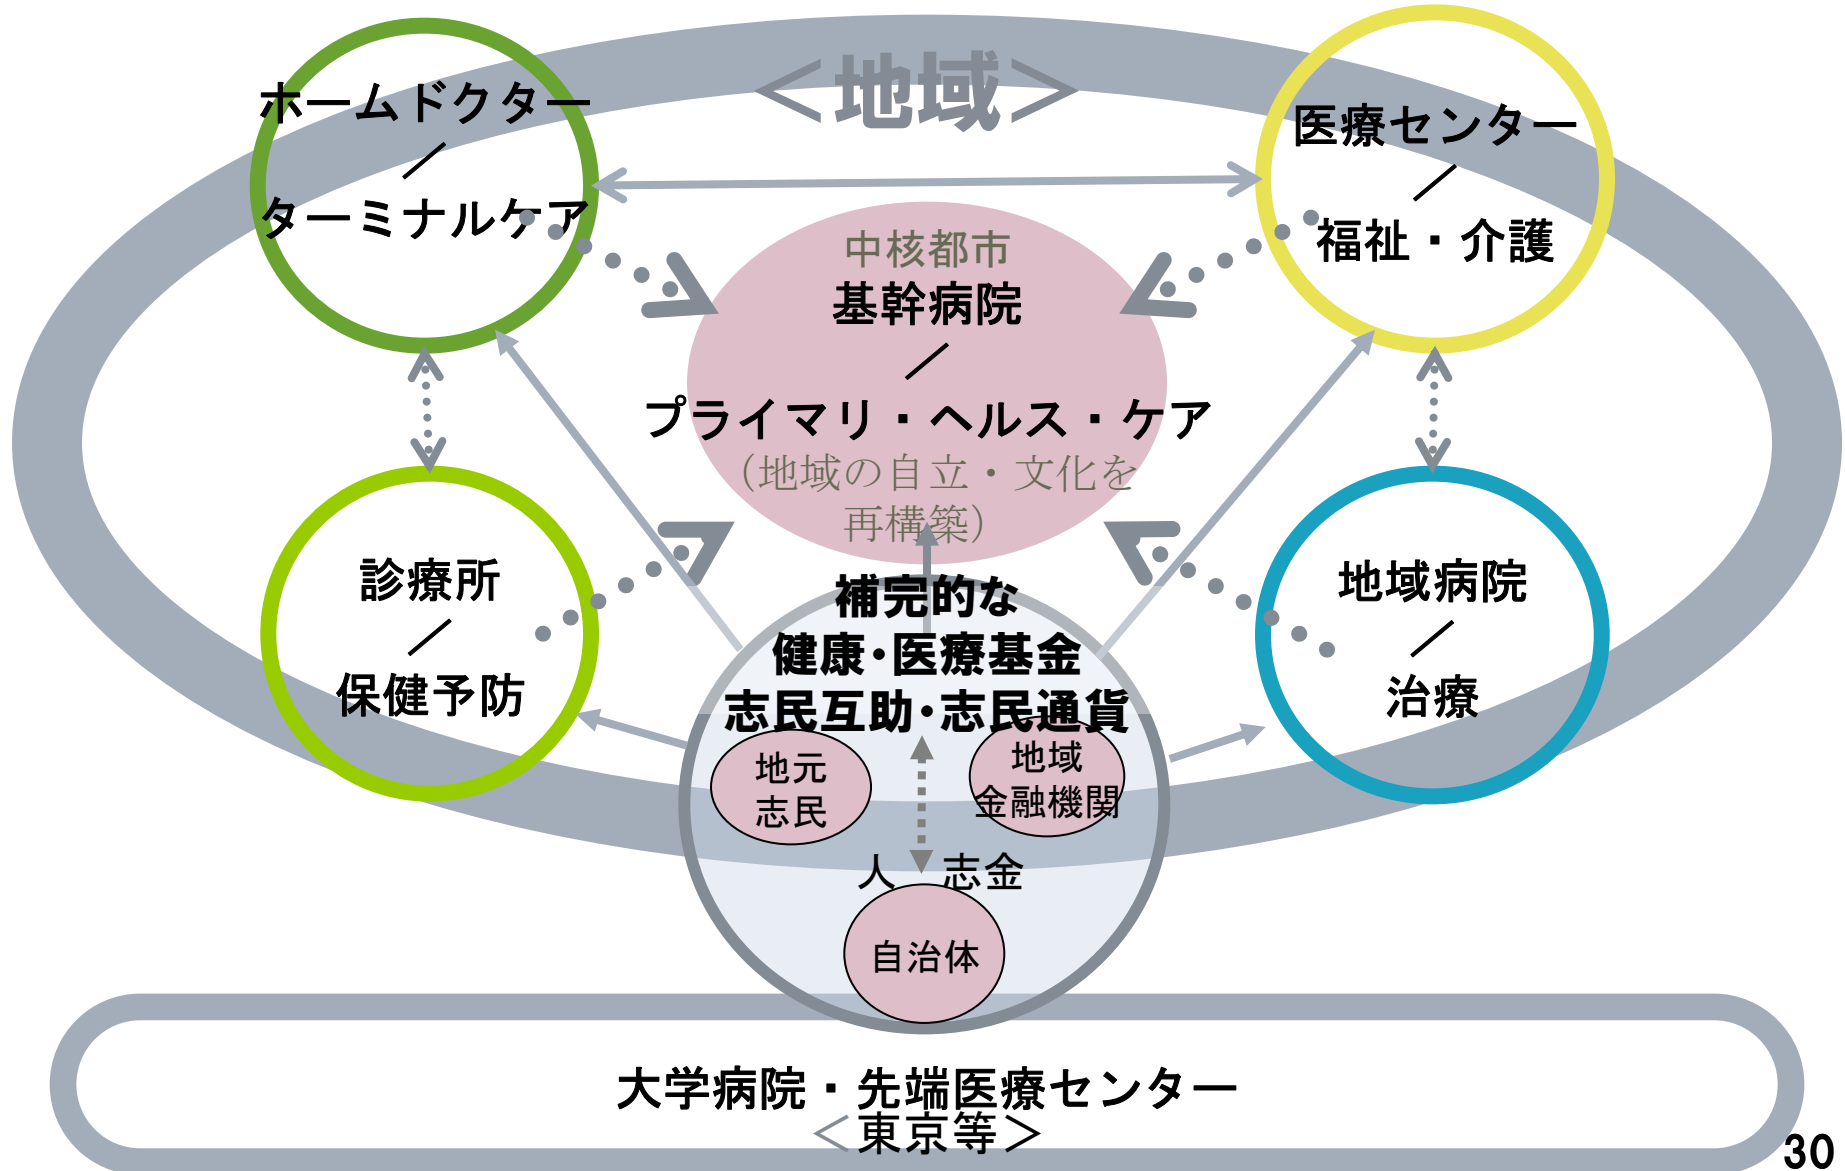 ＜地域＞
ホームドクター
／
ターミナルケア
医療センター
／
福祉・介護
中核都市
基幹病院
／
プライマリ・ヘルス・ケア
（地域の自立・文化を
再構築）
診療所
／
保健予防
地域病院
／
治療
補完的な
健康・医療基金
志民互助・志民通貨
地元
志民
地域
金融機関
人　志金
自治体
大学病院・先端医療センター
＜東京等＞
30